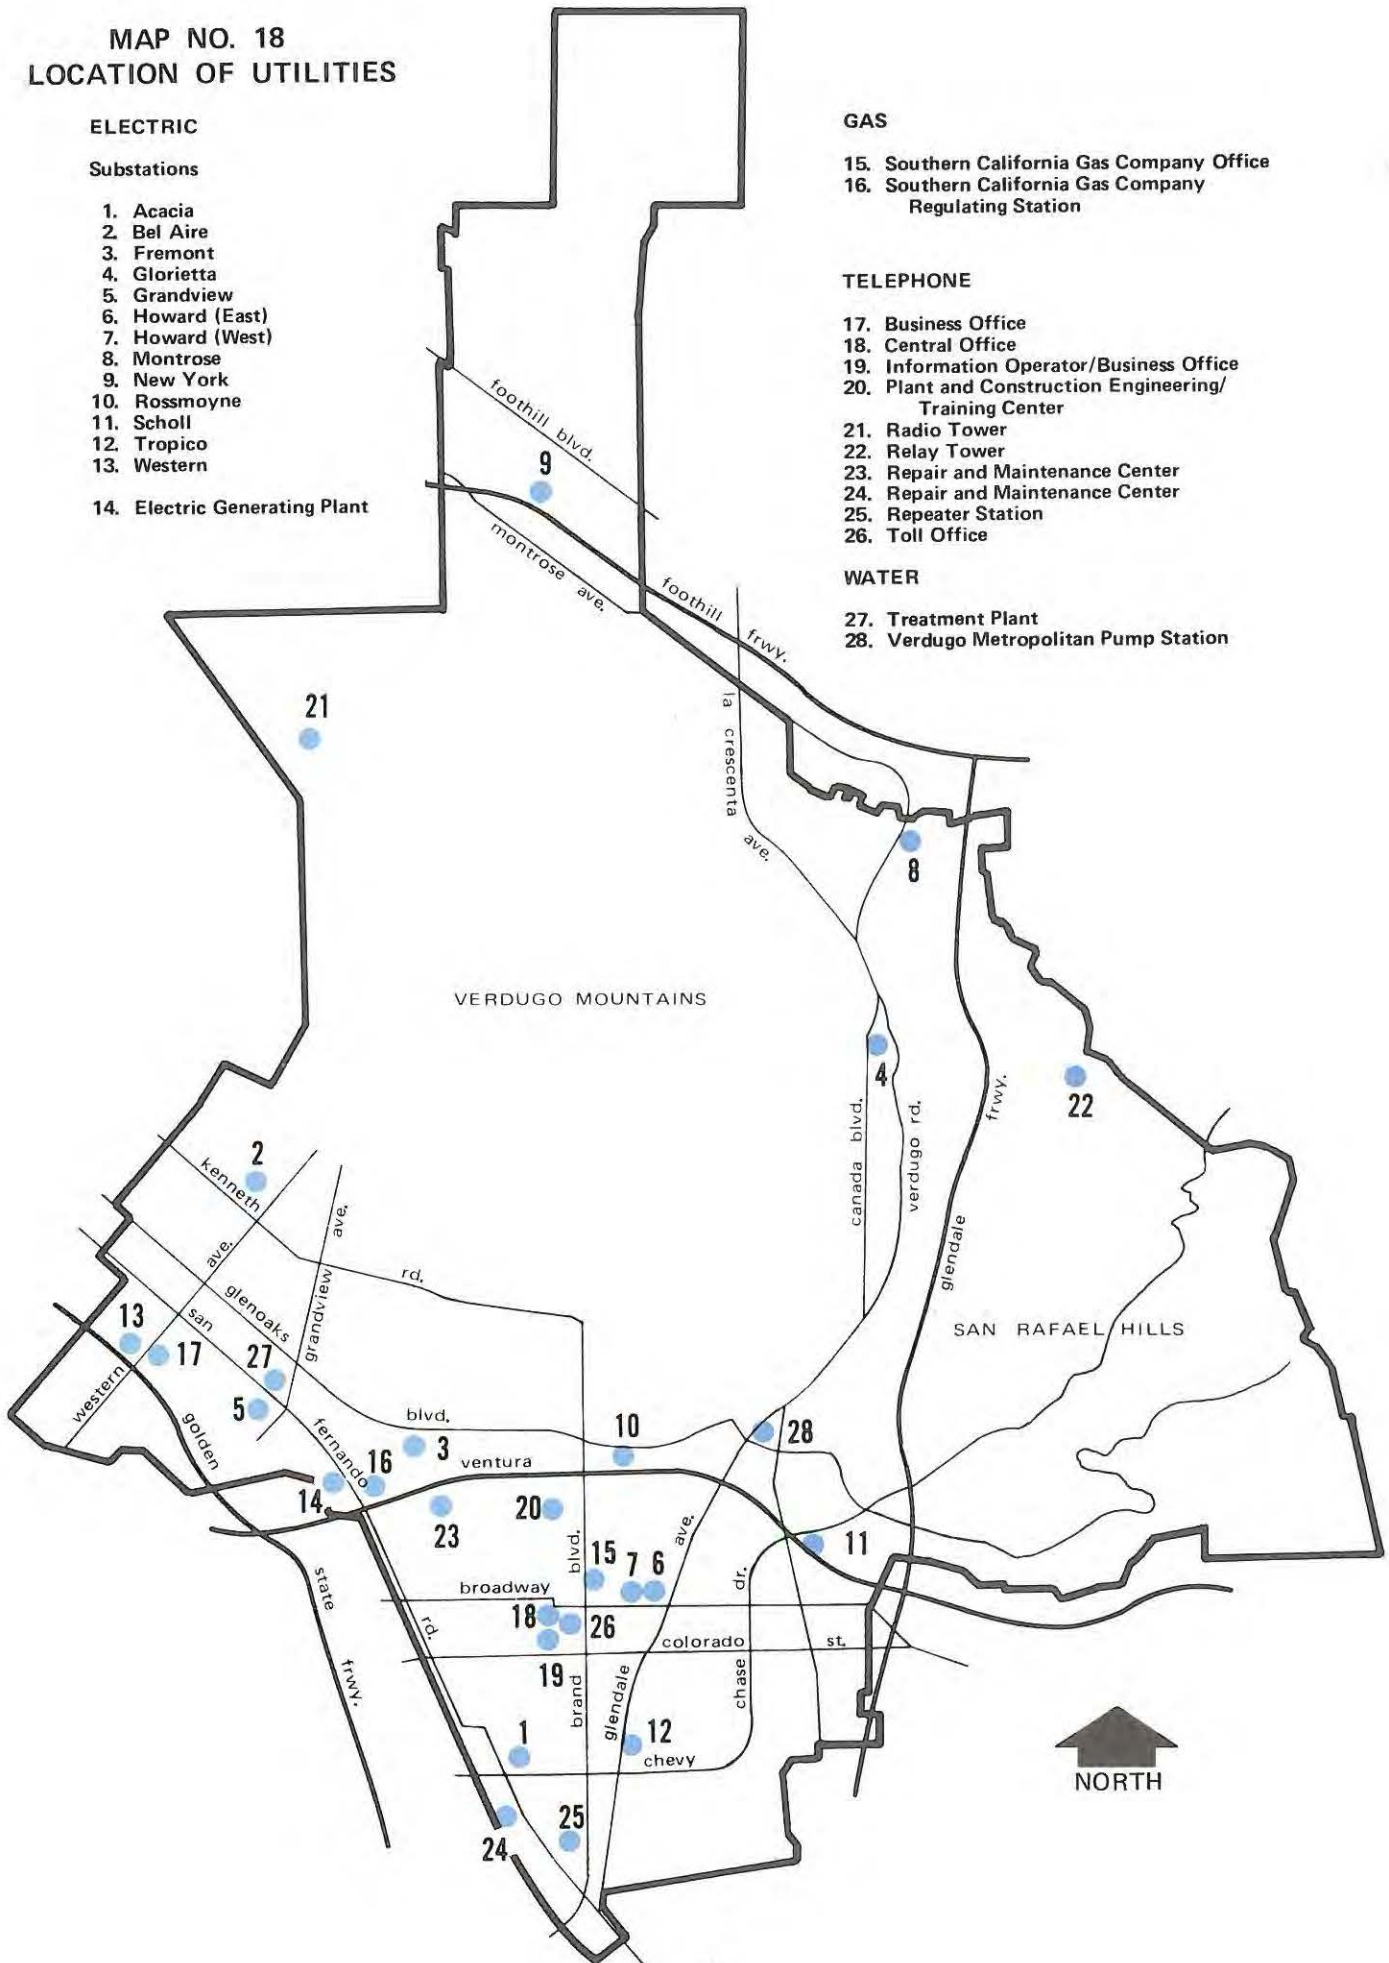 MAP NO. 18
LOCATION OF UTILITIES
ELECTRIC
Substations
1. Acacia
2. Bel Aire
3. Fremont
4. Glorietta
5. Grandview
6. Howard (East)
7. Howard (West)
8. Montrose
9. New York
10. Rossmoyne
11. Scholl
12. Tropico
13. Western
14. Electric Generating Plant
GAS
15. Southern California Gas Company Office
16. Southern California Gas Company
Regulating Station
TELEPHONE
17. Business Office
18. Central Office
19. Information Operator/Business Office
20. Plant and Construction Engineering/
Training Center
21. Radio Tower
22. Relay Tower
23. Repair and Maintenance Center
24. Repair and Maintenance Center
25. Repeater Station
26. Toll Office
WATER
27. Treatment Plant
28. Verdugo Metropolitan Pump Station
foothill blvd.
9
montrose ave.
foothill frwy.
21
la crescenta ave.
8
VERDUGO MOUNTAINS
4
22
canada blvd.
verdugo rd.
glendale frwy.
2
kenneth rd.
western ave.
grandview ave.
glenoaks blvd.
san fernando rd.
SAN RAFAEL HILLS
13
17
27
5
golden state frwy.
3
10
28
16
14
ventura
23
20
11
15
7
6
broadway
brand blvd.
glendale ave.
chevy chase dr.
18
26
19
colorado st.
1
12
24
25
NORTH